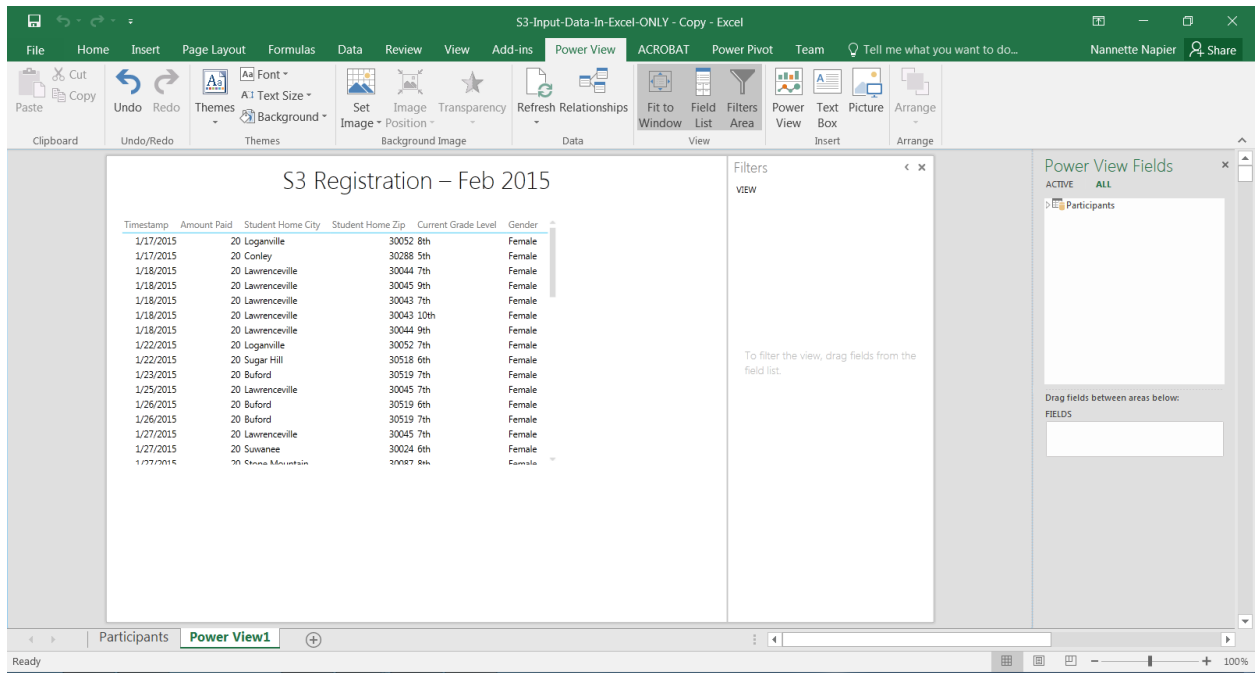 S3-Input-Data-In-Excel-ONLY - Copy - Excel
File Home Insert Page Layout Formulas Data Review View Add-ins Power View ACROBAT Power Pivot Team Tell me what you want to do... Nannette Napier Share
Paste
Cut
Copy
Clipboard
Undo Redo
Undo/Redo
Themes
Font
Text Size
Background
Themes
Set Image
Image Position
Transparency
Background Image
Refresh Relationships
Data
Fit to Window
Field List
Filters Area
View
Power View
Text Box
Picture
Insert
Arrange
Arrange
S3 Registration – Feb 2015
Timestamp Amount Paid Student Home City Student Home Zip Current Grade Level Gender
1/17/2015 20 Loganville 30052 8th Female
1/17/2015 20 Conley 30288 5th Female
1/18/2015 20 Lawrenceville 30044 7th Female
1/18/2015 20 Lawrenceville 30045 9th Female
1/18/2015 20 Lawrenceville 30043 7th Female
1/18/2015 20 Lawrenceville 30043 10th Female
1/18/2015 20 Lawrenceville 30044 9th Female
1/22/2015 20 Loganville 30052 7th Female
1/22/2015 20 Sugar Hill 30518 6th Female
1/23/2015 20 Buford 30519 7th Female
1/25/2015 20 Lawrenceville 30045 7th Female
1/26/2015 20 Buford 30519 6th Female
1/26/2015 20 Buford 30519 7th Female
1/27/2015 20 Lawrenceville 30045 7th Female
1/27/2015 20 Suwanee 30024 6th Female
1/27/2015 20 Stone Mountain 30087 8th Female
Filters
VIEW
To filter the view, drag fields from the
field list.
Power View Fields
ACTIVE ALL
Participants
Drag fields between areas below:
FIELDS
Participants Power View1
Ready
100%